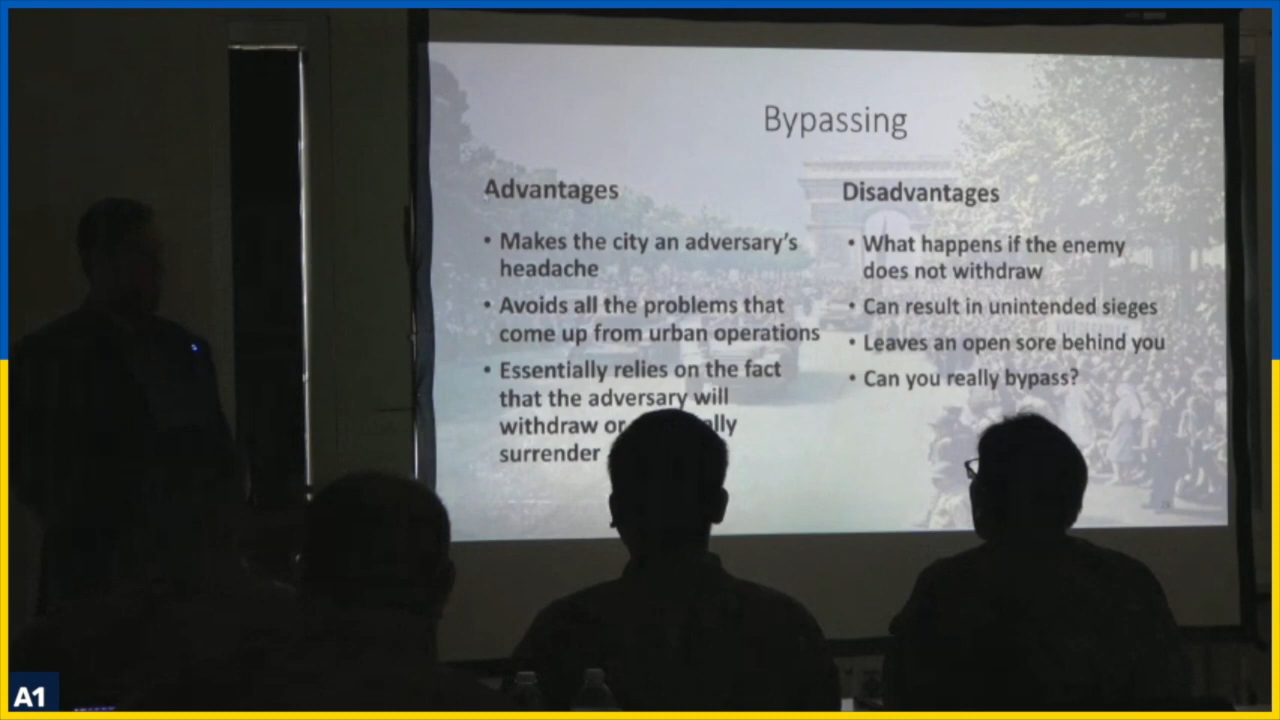 Bypassing
Advantages
• Makes the city an adversary's
headache
• Avoids all the problems that
come up from urban operations
• Essentially relies on the fact
that the adversary will
withdraw or
surrender
Disadvantages
• What happens if the enemy
does not withdraw
• Can result in unintended sieges
• Leaves an open sore behind you
• Can you really bypass?
A1